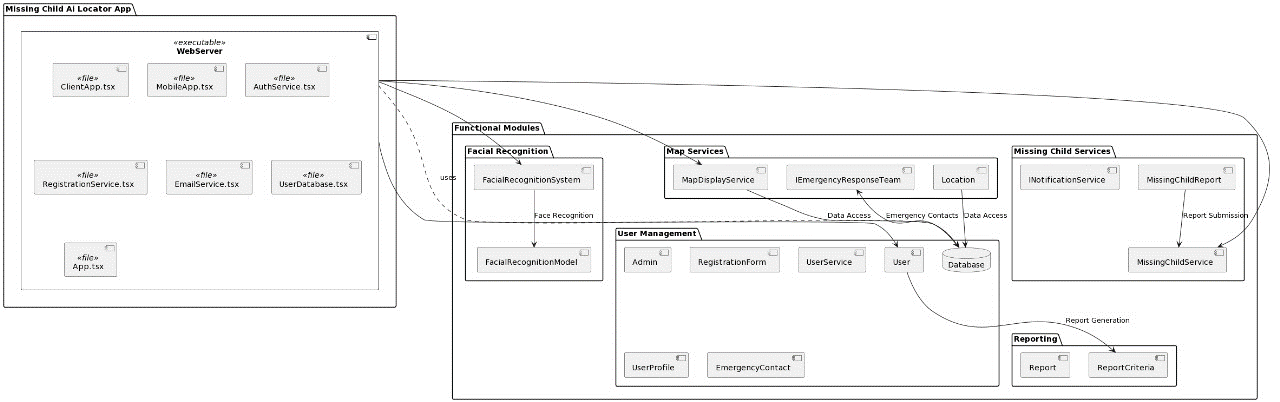 Missing Child Ai Locator App
«executable»
WebServer
«file»
ClientApp.tsx
«file»
MobileApp.tsx
«file»
AuthService.tsx
«file»
RegistrationService.tsx
«file»
EmailService.tsx
«file»
UserDatabase.tsx
«file»
App.tsx
uses
Functional Modules
Facial Recognition
FacialRecognitionSystem
Face Recognition
FacialRecognitionModel
Map Services
MapDisplayService
IEmergencyResponseTeam
Location
Data Access
Emergency Contacts
Data Access
User Management
Admin
RegistrationForm
UserService
User
Database
UserProfile
EmergencyContact
Missing Child Services
INotificationService
MissingChildReport
Report Submission
MissingChildService
Report Generation
Reporting
Report
ReportCriteria